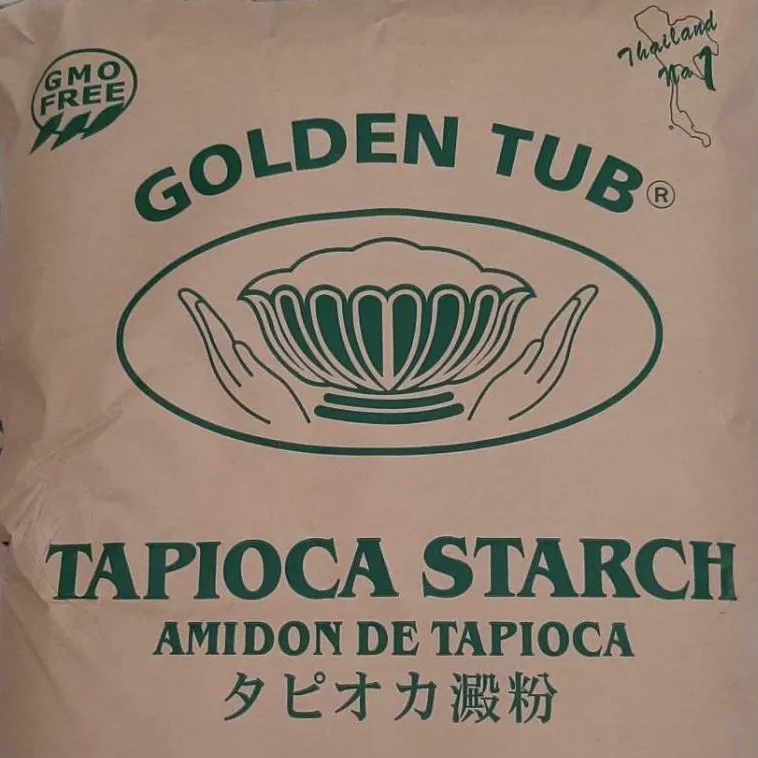 GMO
FREE
Thailand
No.1
GOLDEN TUB®
TAPIOCA STARCH
AMIDON DE TAPIOCA
タピオカ澱粉